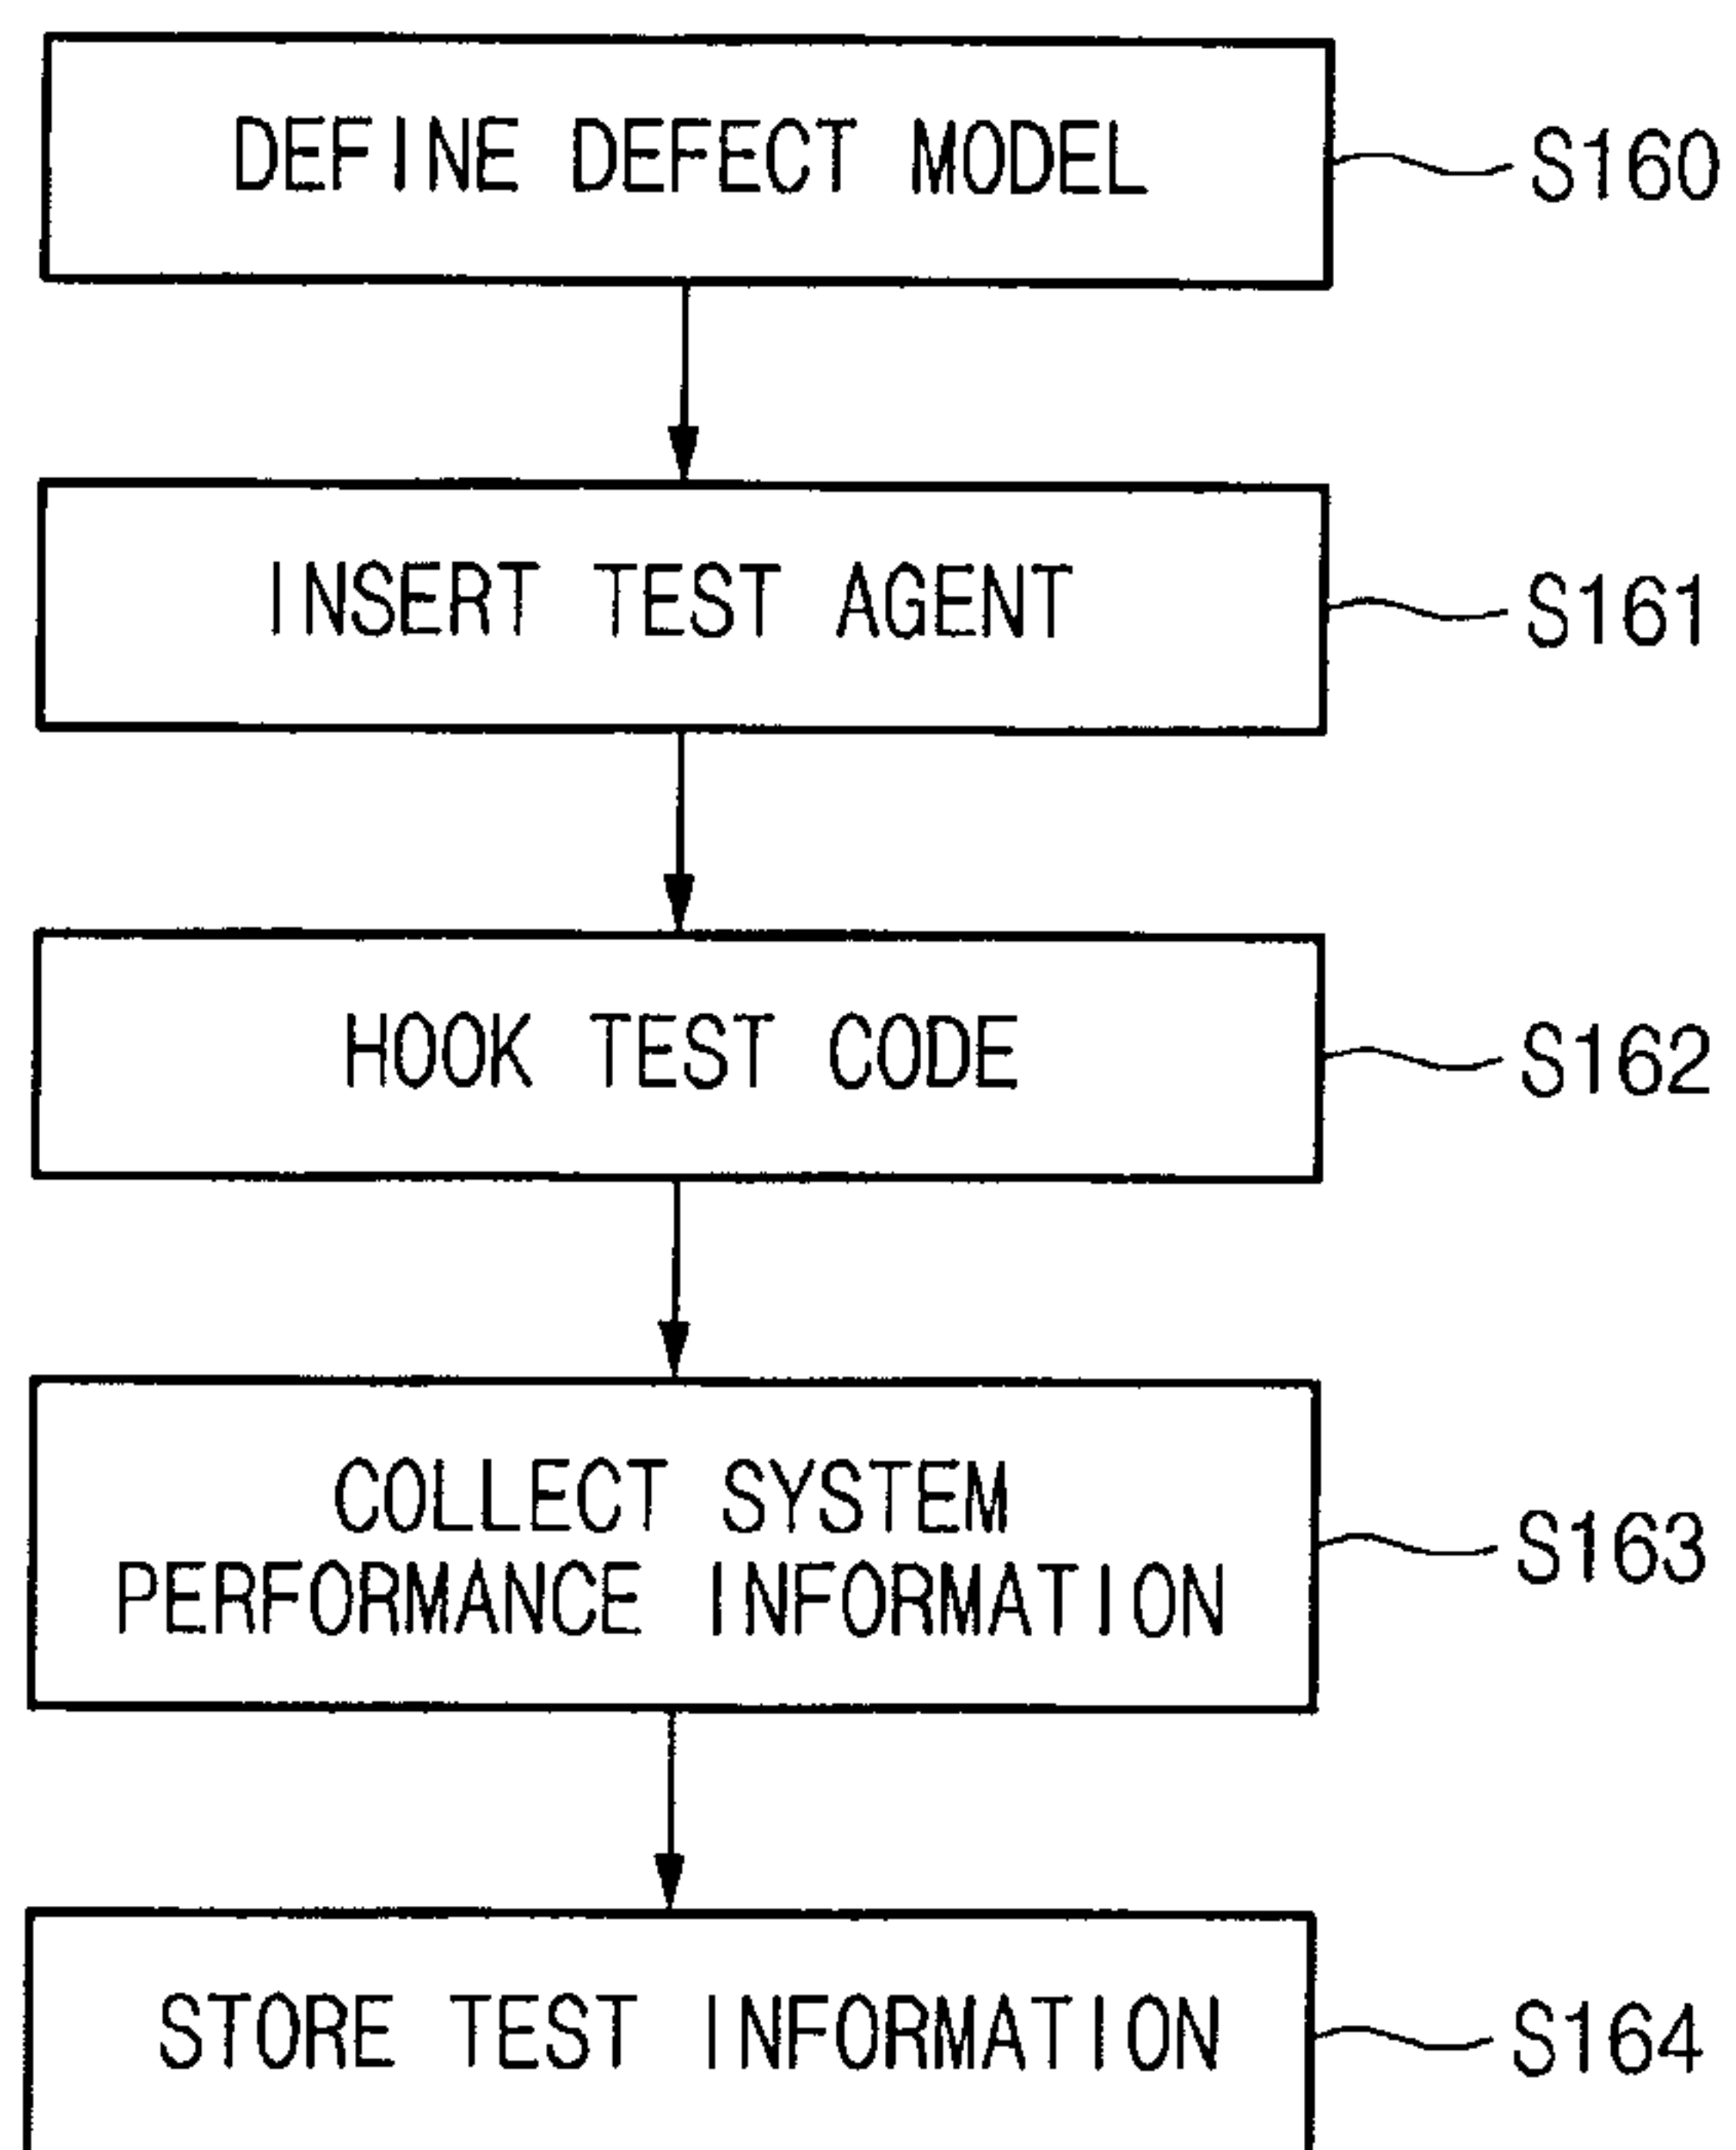 DEFINE DEFECT MODEL
S160
INSERT TEST AGENT
S161
HOOK TEST CODE
S162
COLLECT SYSTEM
PERFORMANCE INFORMATION
S163
STORE TEST INFORMATION
S164